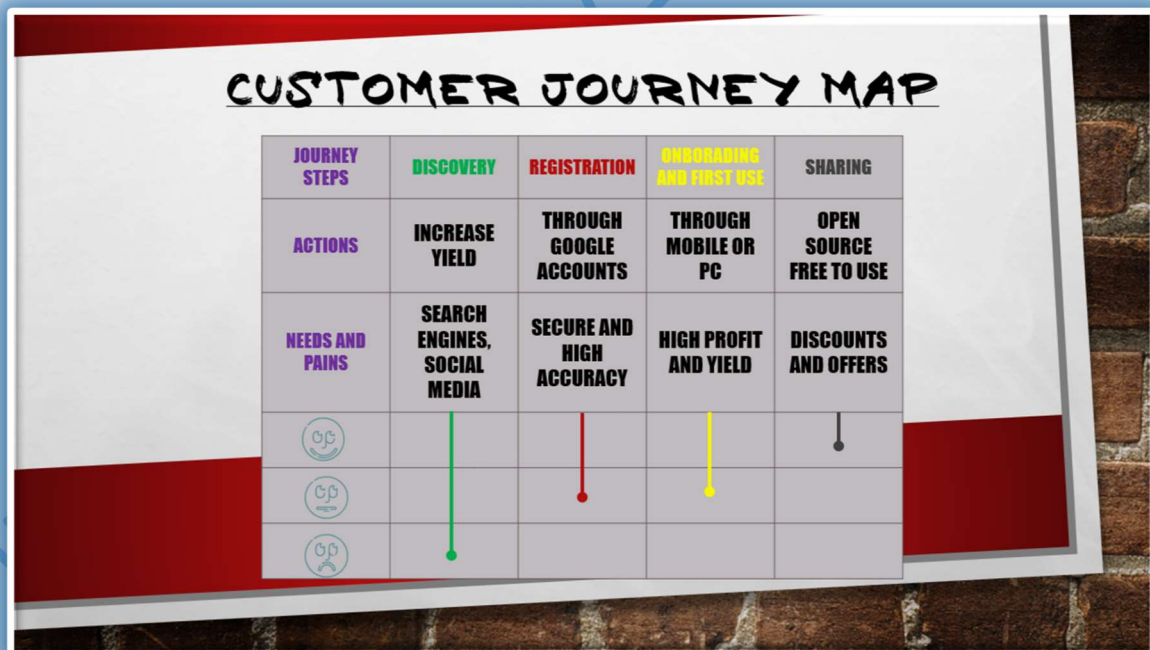 CUSTOMER JOURNEY MAP
JOURNEY
STEPS
DISCOVERY
REGISTRATION
ONBORADING
AND FIRST USE
SHARING
ACTIONS
INCREASE
YIELD
THROUGH
GOOGLE
ACCOUNTS
THROUGH
MOBILE OR
PC
OPEN
SOURCE
FREE TO USE
NEEDS AND
PAINS
SEARCH
ENGINES,
SOCIAL
MEDIA
SECURE AND
HIGH
ACCURACY
HIGH PROFIT
AND YIELD
DISCOUNTS
AND OFFERS